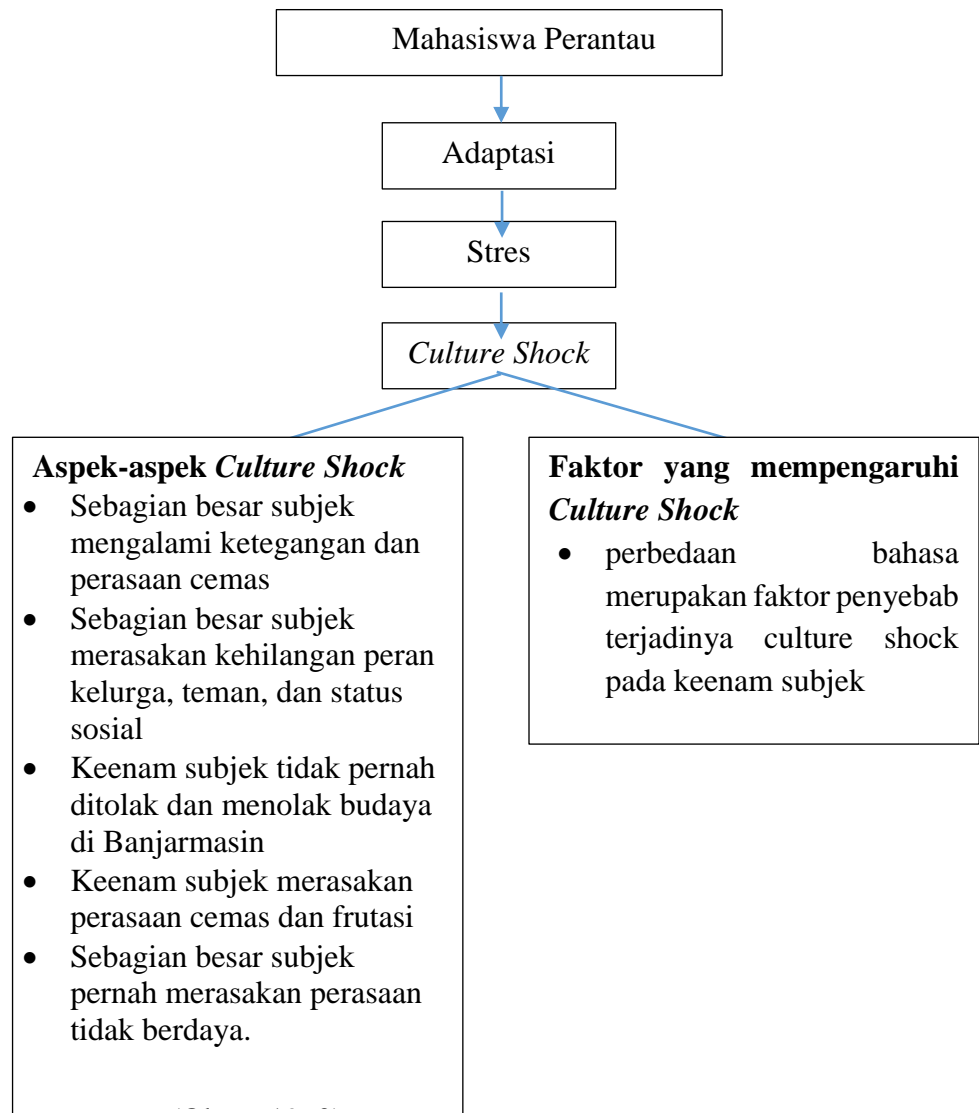 Mahasiswa Perantau
Adaptasi
Stres
Culture Shock
Aspek-aspek Culture Shock
• Sebagian besar subjek
mengalami ketegangan dan
perasaan cemas
• Sebagian besar subjek
merasakan kehilangan peran
kelurga, teman, dan status
sosial
• Keenam subjek tidak pernah
ditolak dan menolak budaya
di Banjarmasin
• Keenam subjek merasakan
perasaan cemas dan frutasi
• Sebagian besar subjek
pernah merasakan perasaan
tidak berdaya.
Faktor yang mempengaruhi
Culture Shock
• perbedaan bahasa
merupakan faktor penyebab
terjadinya culture shock
pada keenam subjek